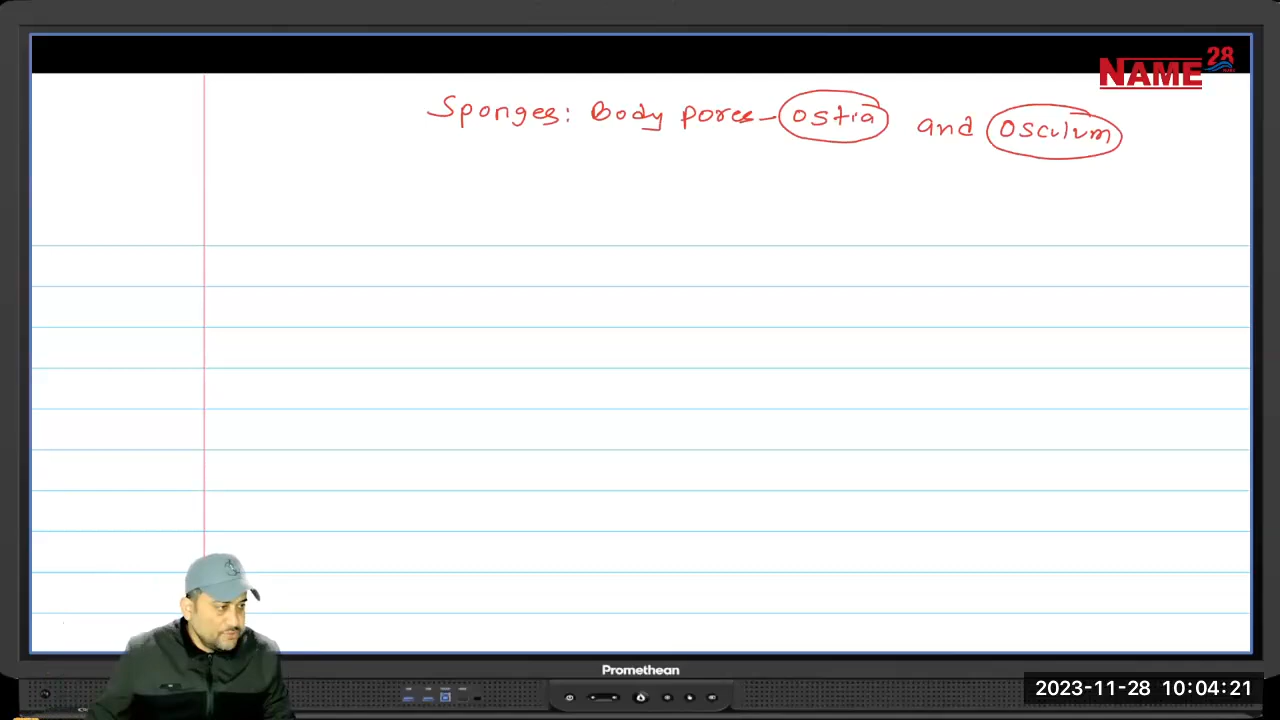 NAME 28
Sponges: Body pores - ostia and osculum
Promethean
2023-11-28 10:04:21